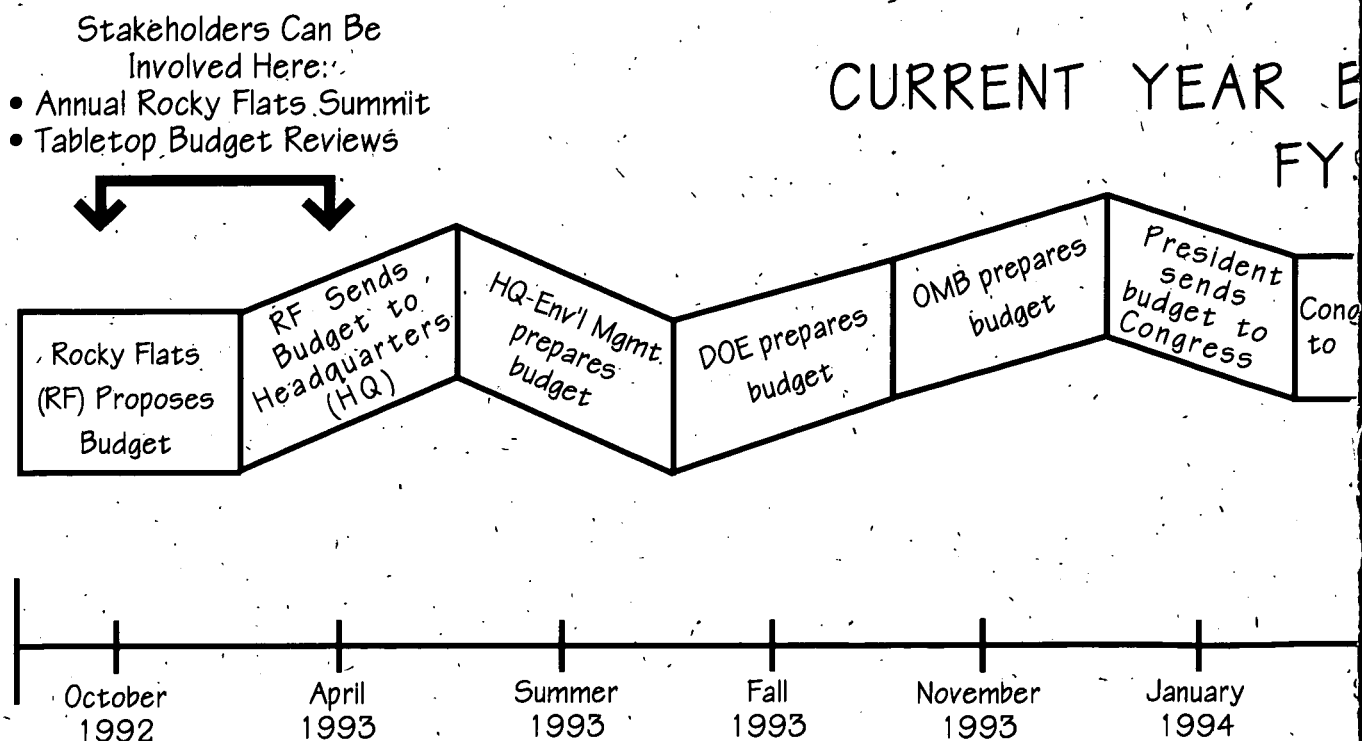 Stakeholders Can Be
Involved Here:
• Annual Rocky Flats Summit
• Tabletop Budget Reviews
CURRENT YEAR
FY
Rocky Flats
(RF) Proposes
Budget
RF Sends
Budget to
Headquarters
(HQ)
HQ-Env'l Mgmt.
prepares
budget
DOE prepares
budget
OMB prepares
budget
President
sends
budget to
Congress
Cong
to
October
1992
April
1993
Summer
1993
Fall
1993
November
1993
January
1994